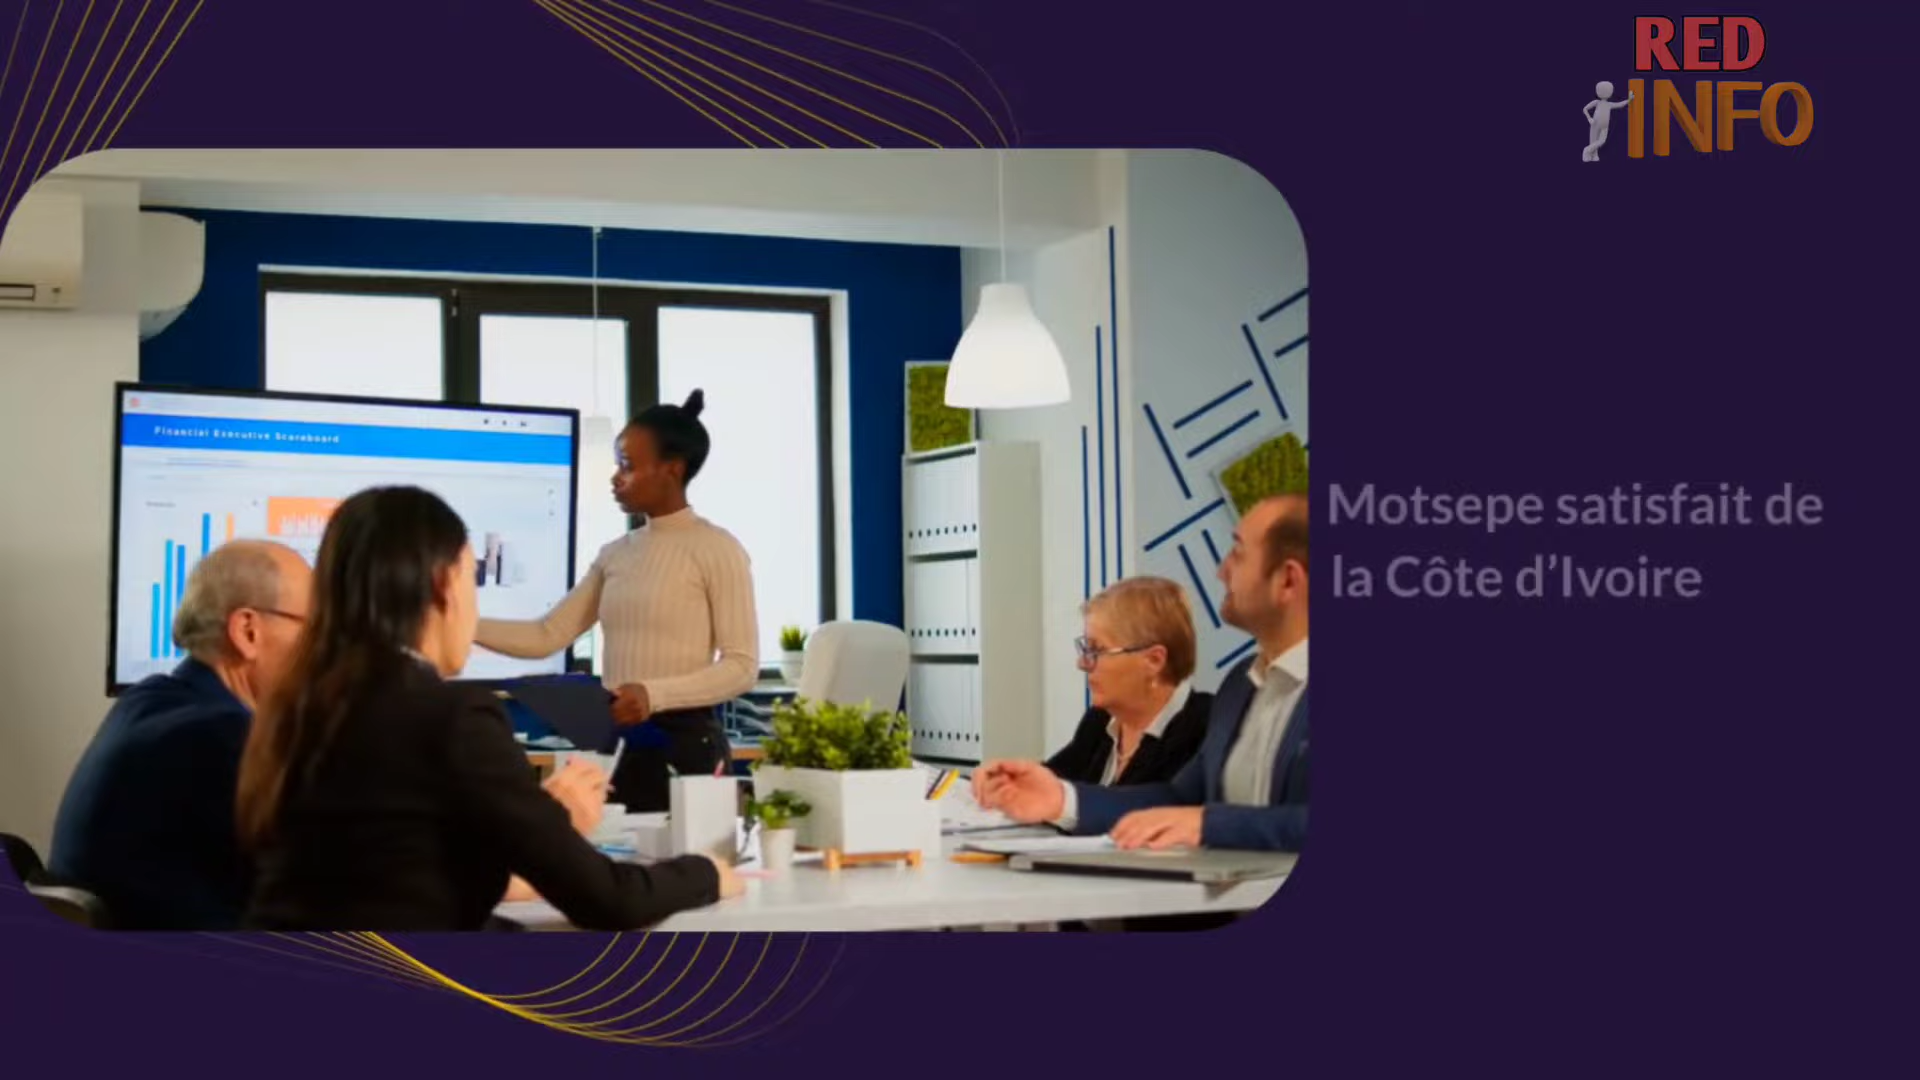 RED
INFO
Financial Executive Scoreboard
Motsepe satisfait de
la Côte d’Ivoire